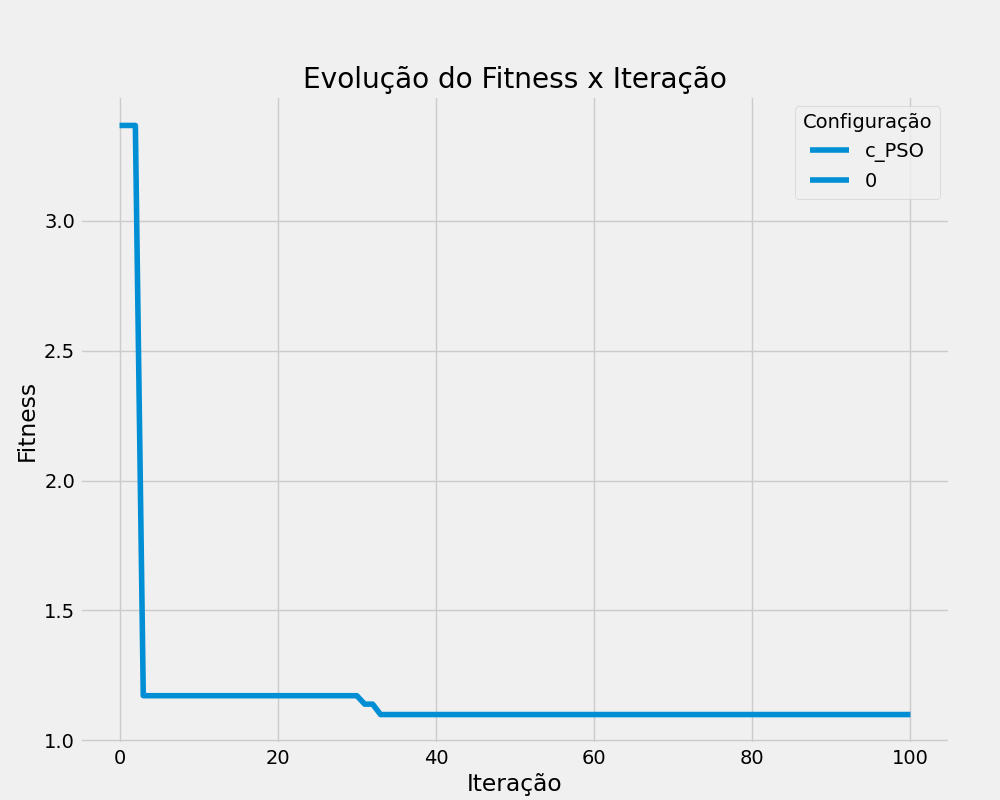 Evolução do Fitness x Iteração
Configuração
c_PSO
0
Fitness
3.0
2.5
2.0
1.5
1.0
0 20 40 60 80 100
Iteração